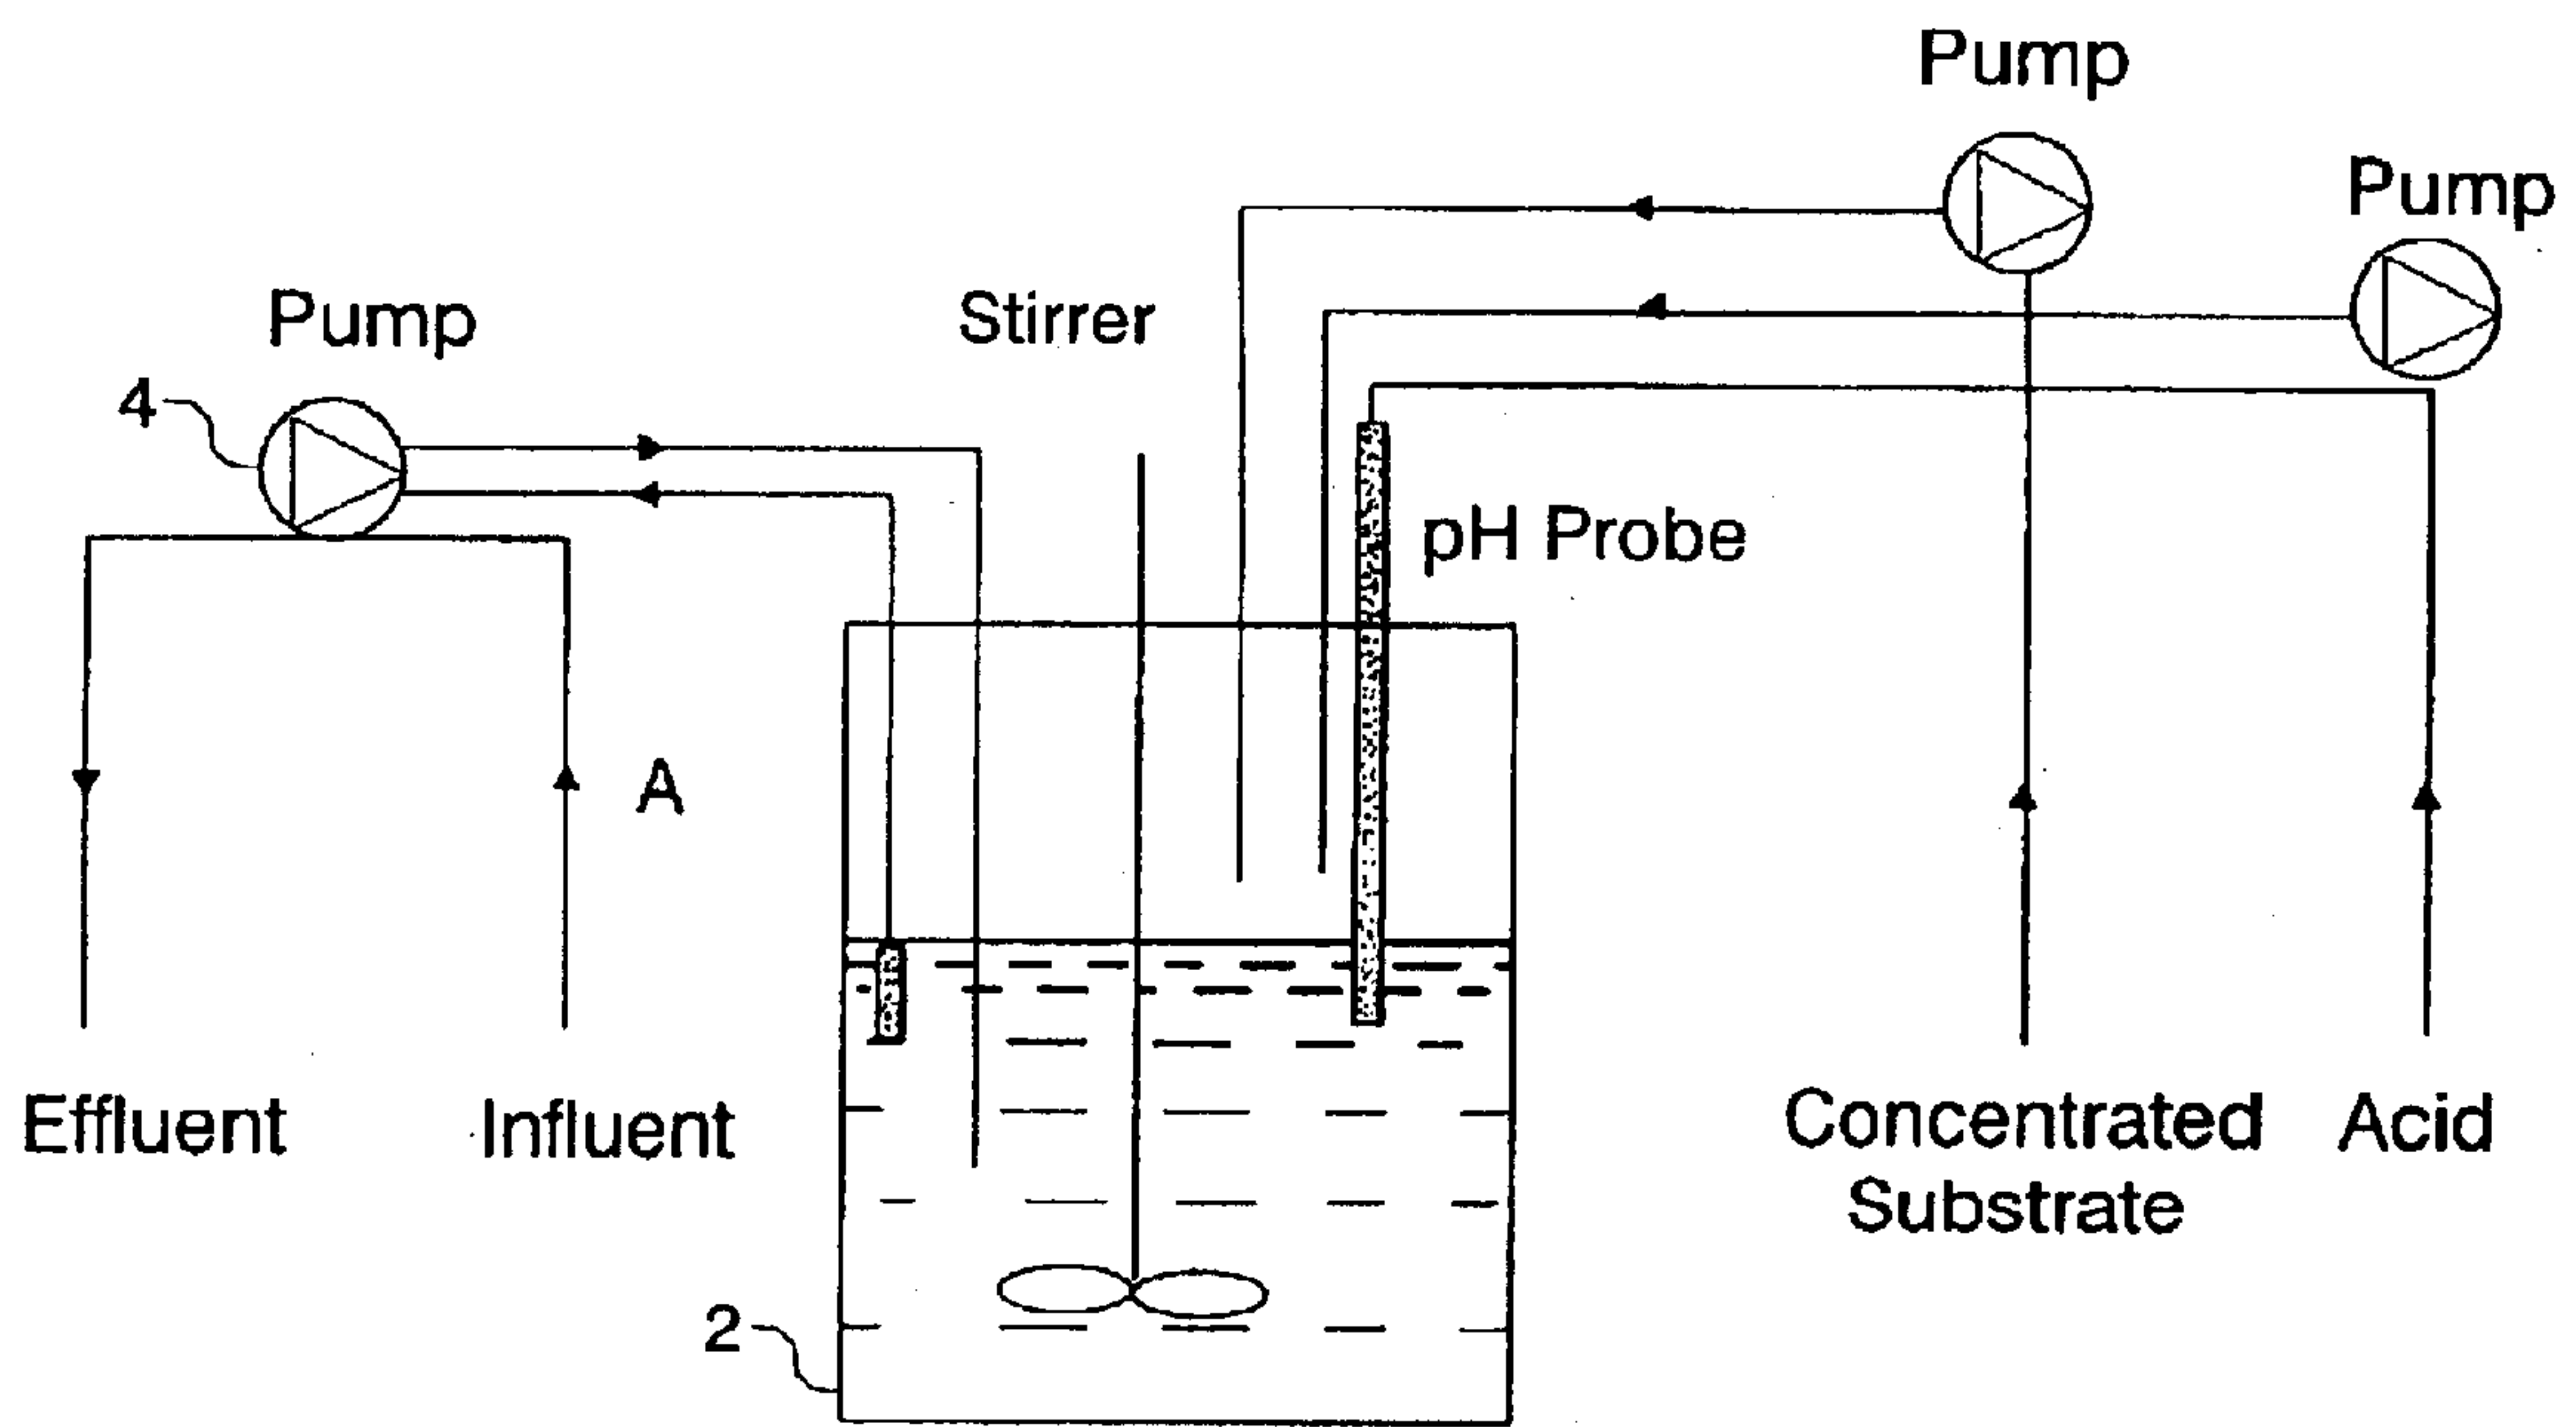 Pump
Pump
Pump
Stirrer
4
pH Probe
A
Effluent
Influent
Concentrated
Substrate
Acid
2